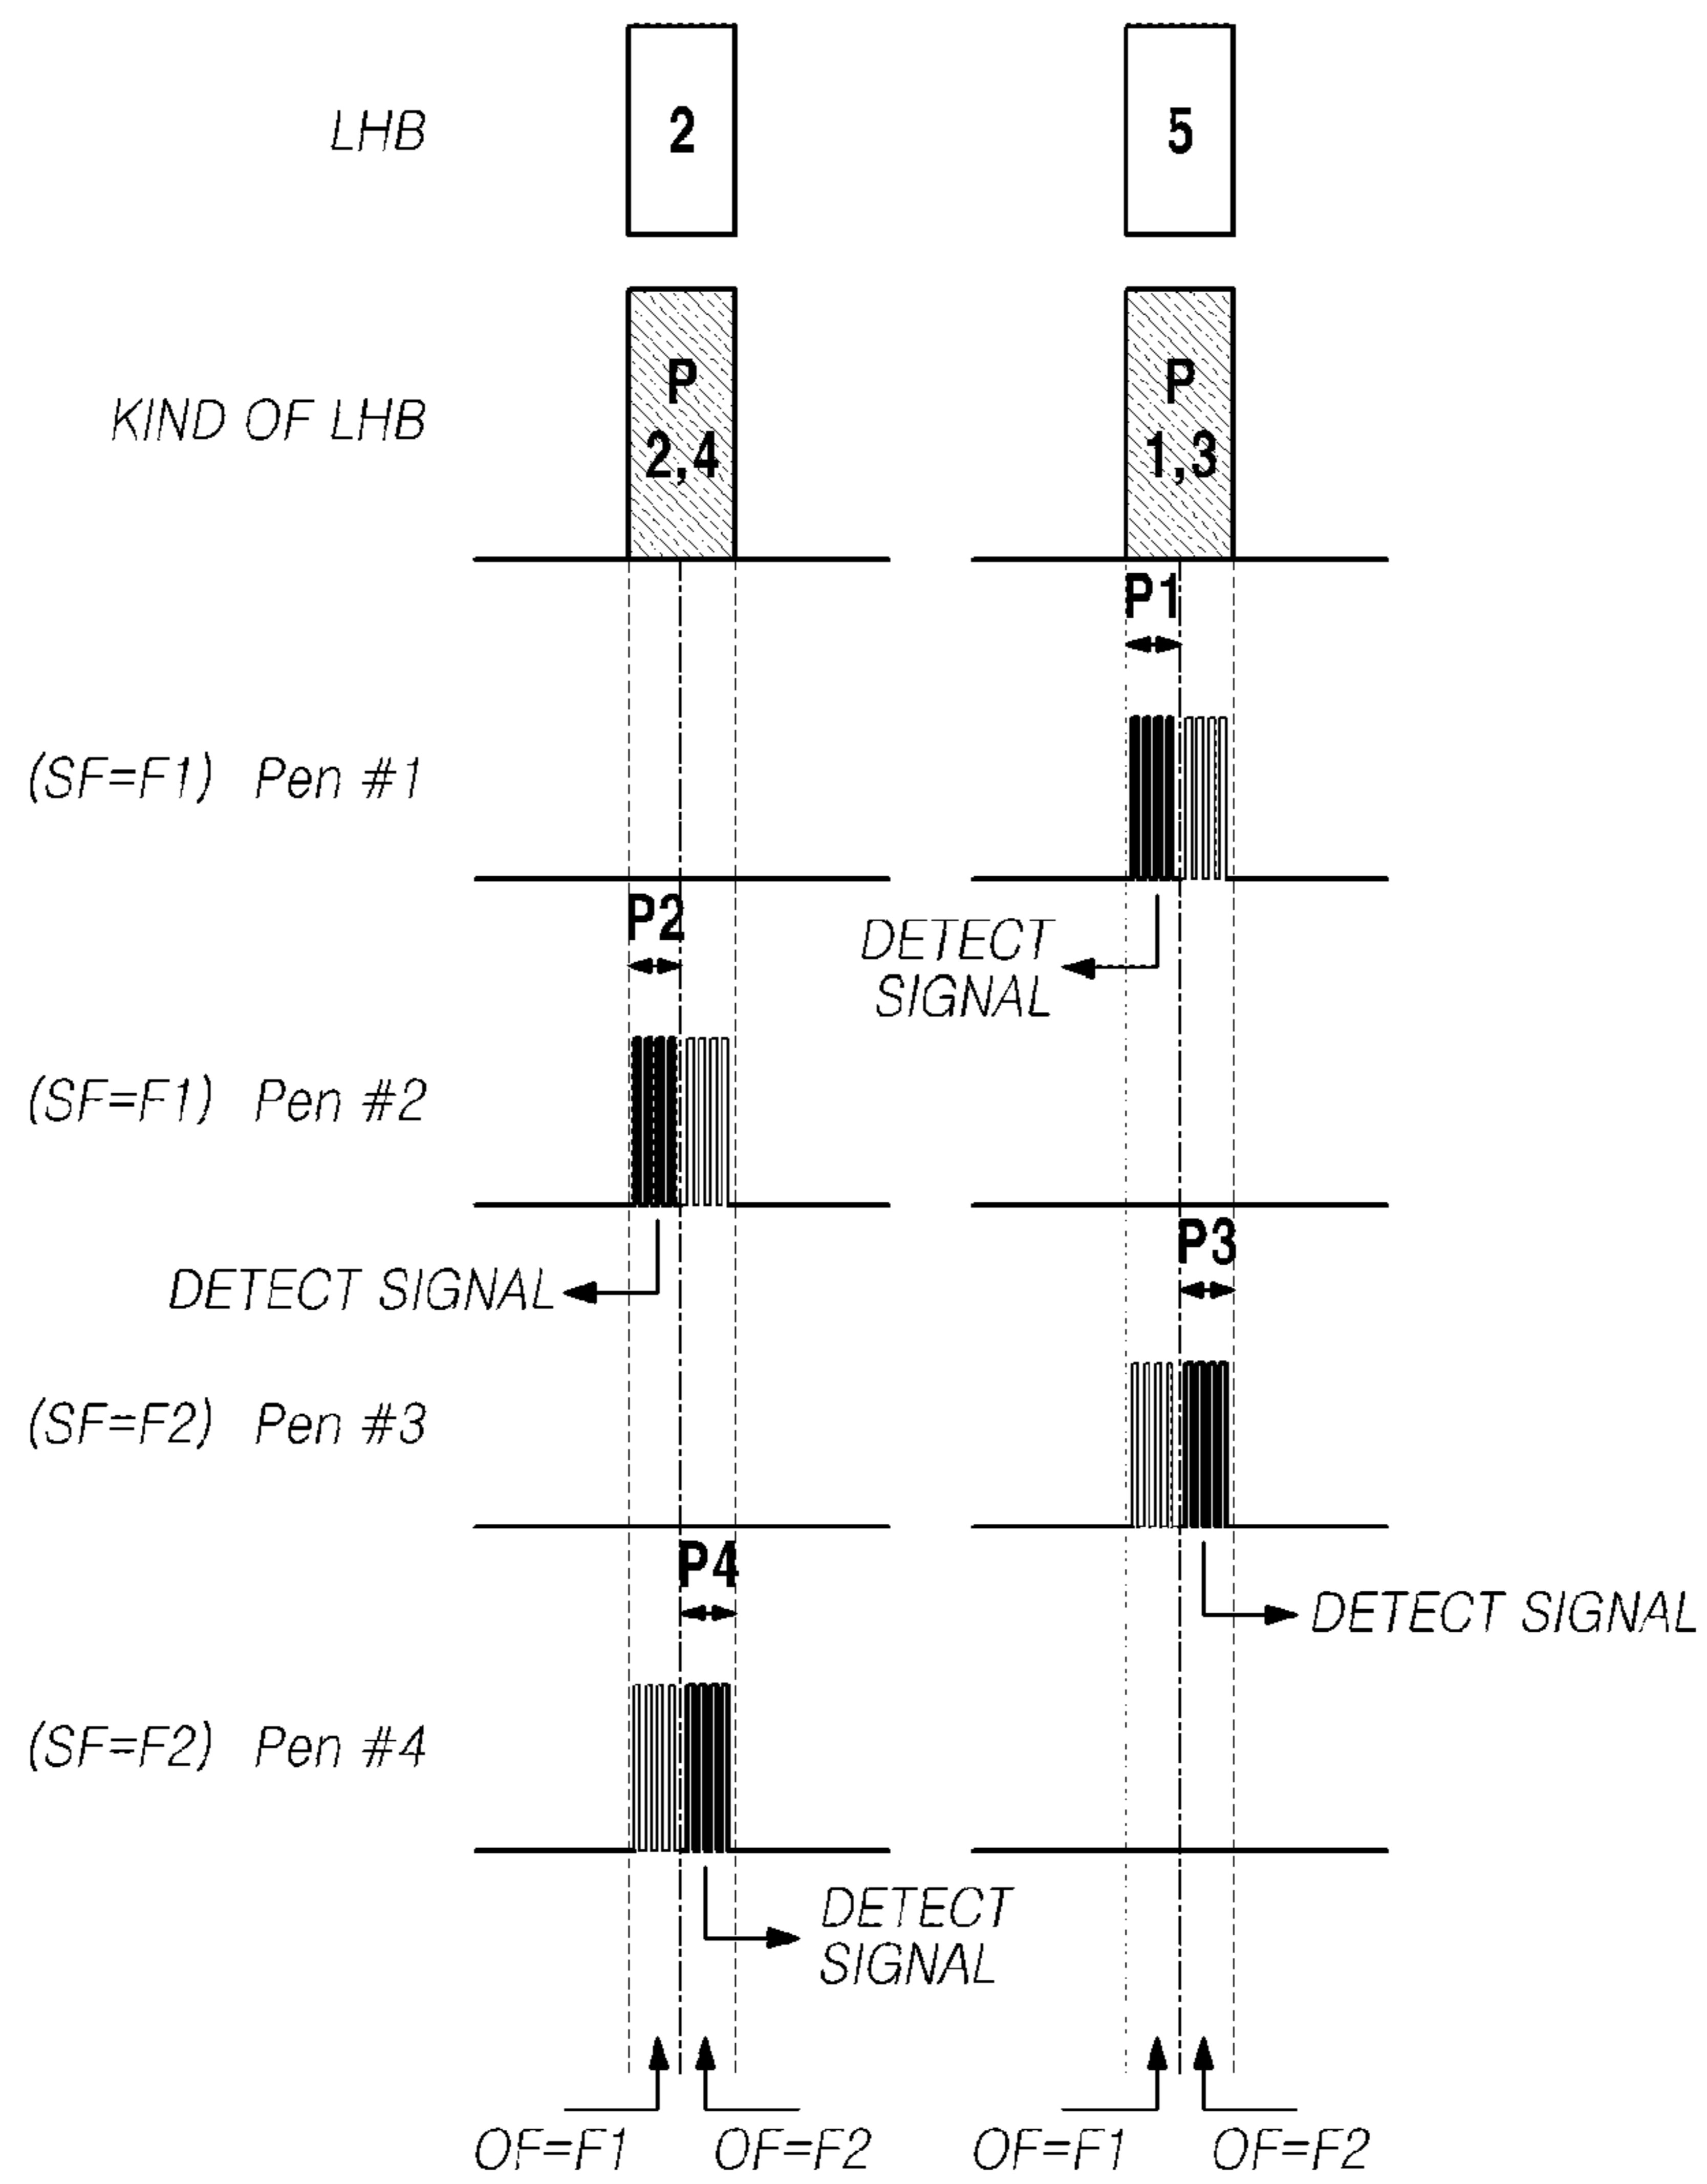 LHB 2 5
KIND OF LHB P P
2,4 1,3
P1
(SF=F1) Pen #1
P2 DETECT
SIGNAL
(SF=F1) Pen #2
P3
DETECT SIGNAL
(SF=F2) Pen #3
P4
DETECT SIGNAL
(SF=F2) Pen #4
DETECT
SIGNAL
OF=F1 OF=F2 OF=F1 OF=F2